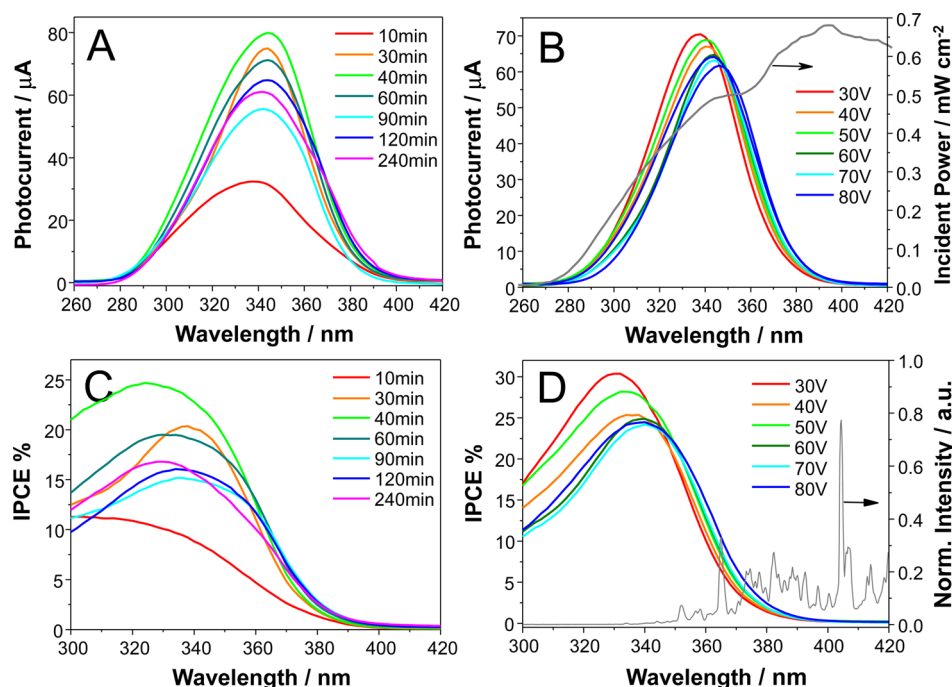 A
Photocurrent / μA
80
60
40
20
0
10min
30min
40min
60min
90min
120min
240min
260 280 300 320 340 360 380 400 420
Wavelength / nm
B
Photocurrent / μA
70
60
50
40
30
20
10
0
30V
40V
50V
60V
70V
80V
0.7
0.6
0.5
0.4
0.3
0.2
0.1
0.0
Incident Power / mW cm-2
260 280 300 320 340 360 380 400 420
Wavelength / nm
C
IPCE %
25
20
15
10
5
0
10min
30min
40min
60min
90min
120min
240min
300 320 340 360 380 400 420
Wavelength / nm
D
IPCE %
30
25
20
15
10
5
0
30V
40V
50V
60V
70V
80V
1.0
0.8
0.6
0.4
0.2
0.0
Norm. Intensity / a.u.
300 320 340 360 380 400 420
Wavelength / nm